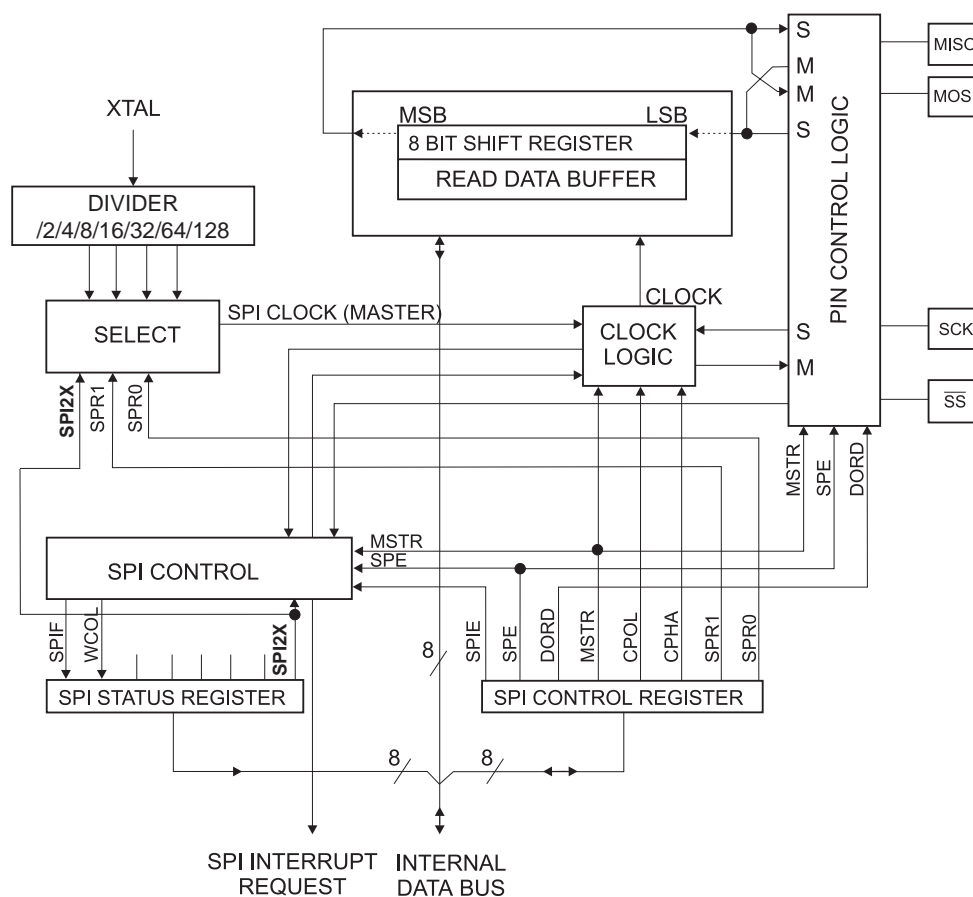 S
MISO
M
MSB
LSB
M
MOSI
XTAL
8 BIT SHIFT REGISTER
S
READ DATA BUFFER
DIVIDER
/2/4/8/16/32/64/128
PIN CONTROL LOGIC
SPI CLOCK (MASTER)
CLOCK
SELECT
CLOCK
LOGIC
S
SCK
M
SPI2X
SPR1
SPR0
SS
MSTR
SPE
DORD
MSTR
SPE
SPI CONTROL
SPIF
WCOL
SPI2X
8
SPIE
SPE
DORD
MSTR
CPOL
CPHA
SPR1
SPR0
SPI STATUS REGISTER
SPI CONTROL REGISTER
8
8
SPI INTERRUPT
REQUEST
INTERNAL
DATA BUS